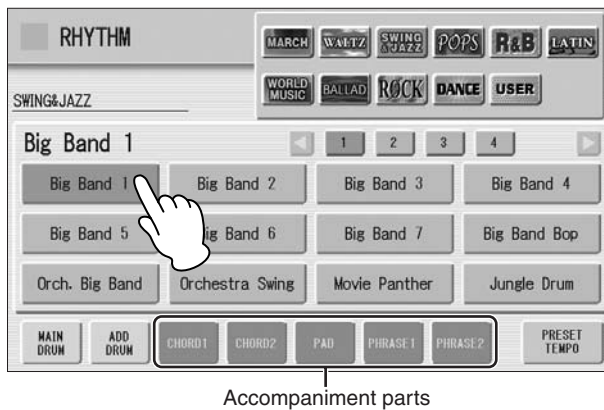 RHYTHM
MARCH WALTZ SWING &JAZZ POPS R&B LATIN
SWING&JAZZ
WORLD MUSIC BALLAD ROCK DANCE USER
Big Band 1
1 2 3 4
Big Band 1 Big Band 2 Big Band 3 Big Band 4
Big Band 5 Big Band 6 Big Band 7 Big Band Bop
Orch. Big Band Orchestra Swing Movie Panther Jungle Drum
MAIN DRUM ADD DRUM CHORD1 CHORD2 PAD PHRASE1 PHRASE2 PRESET TEMPO
Accompaniment parts